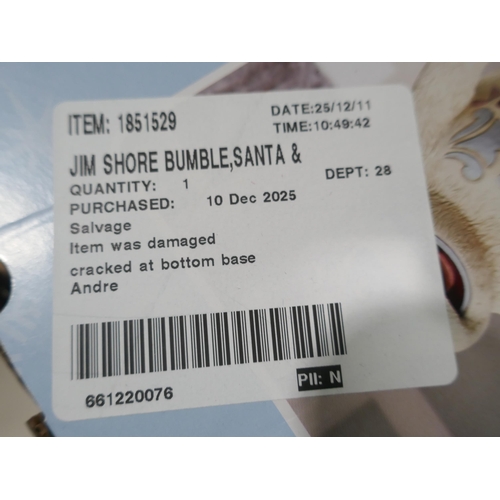 ITEM: 1851529 DATE:25/12/11
TIME:10:49:42
JIM SHORE BUMBLE,SANTA &
QUANTITY: 1 DEPT: 28
PURCHASED: 10 Dec 2025
Salvage
Item was damaged
cracked at bottom base
Andre
PII: N
661220076